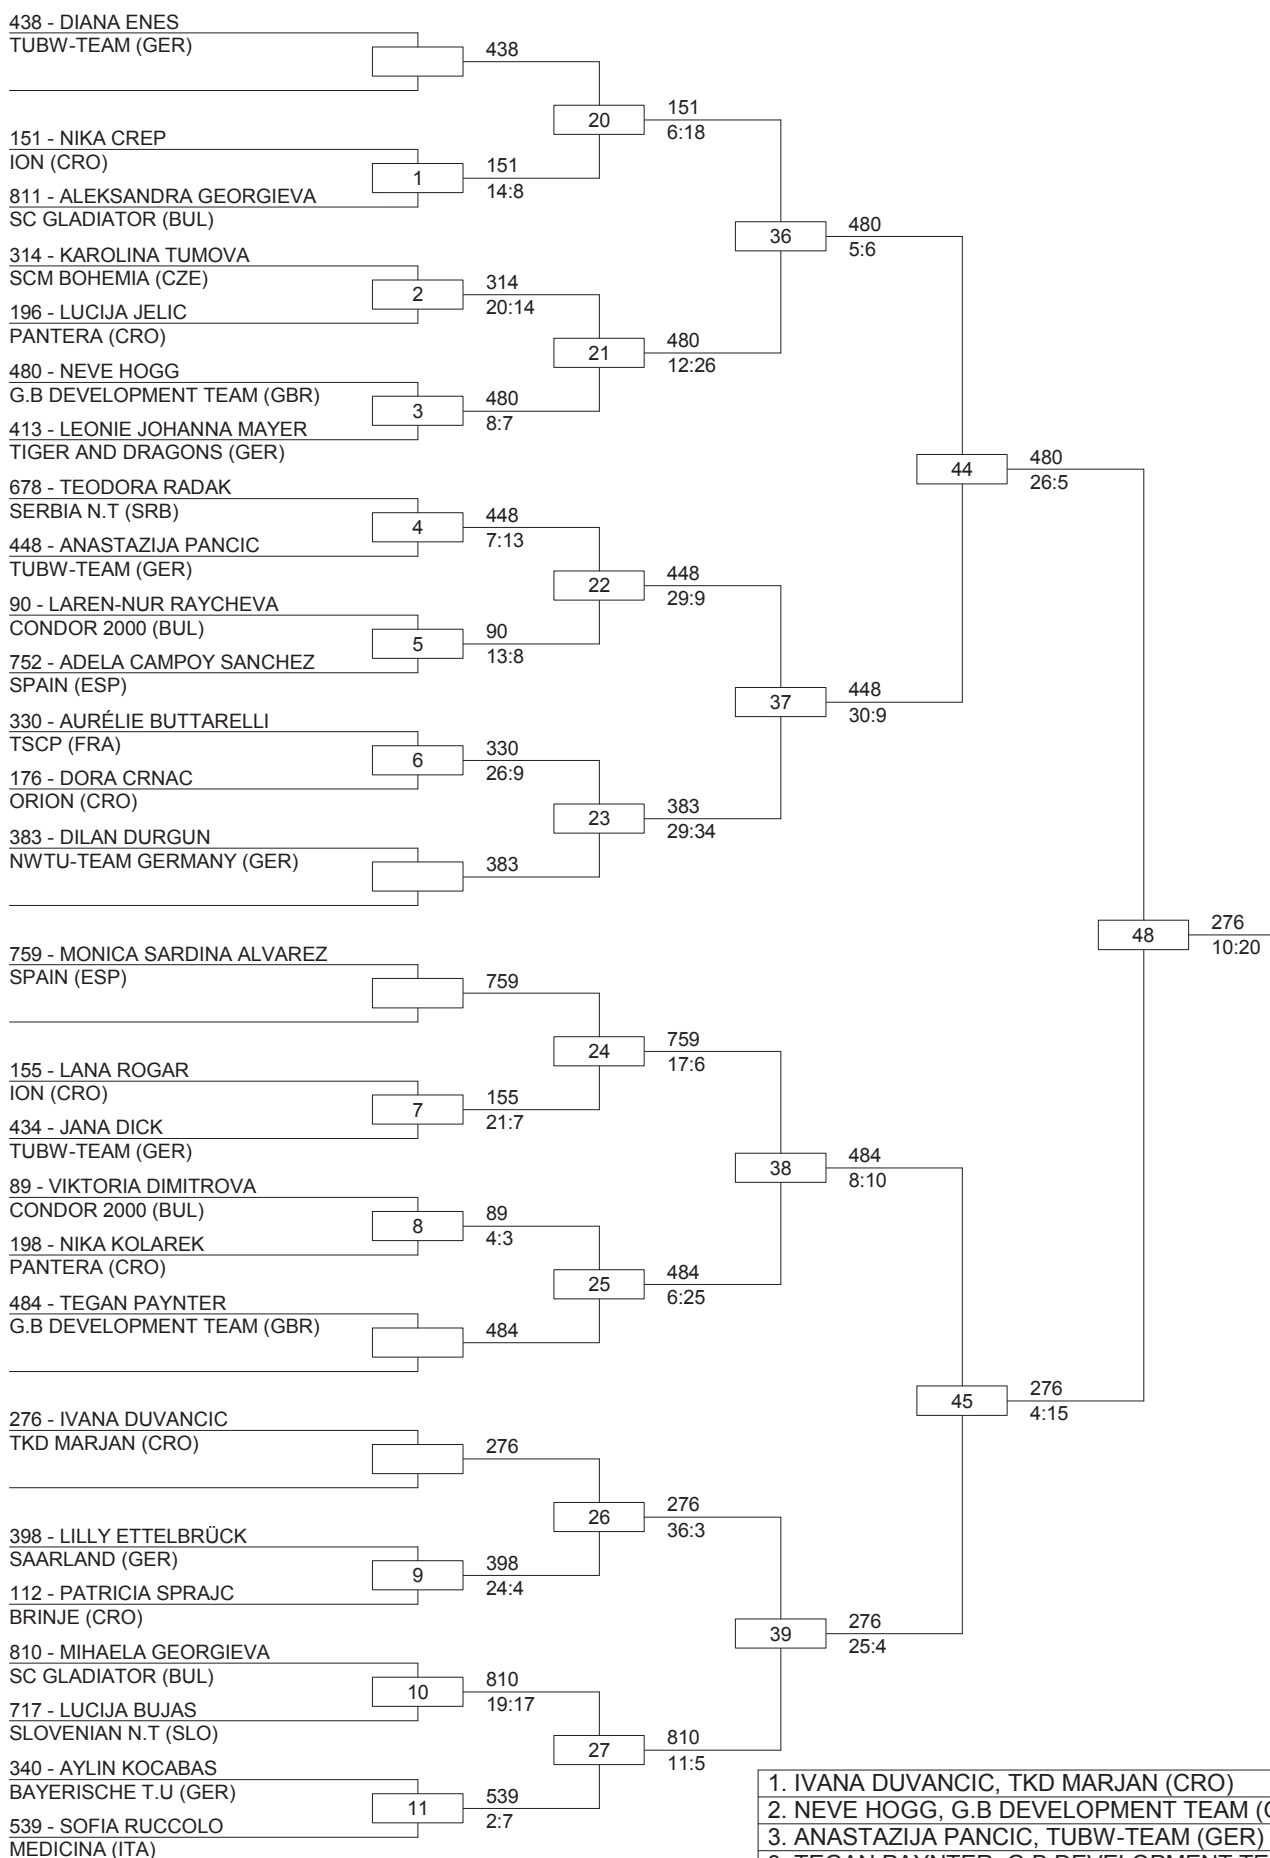 438 - DIANA ENES
TUBW-TEAM (GER)
438
20
151
6:18
151 - NIKA CREP
ION (CRO)
1
151
14:8
811 - ALEKSANDRA GEORGIEVA
SC GLADIATOR (BUL)
36
480
5:6
314 - KAROLINA TUMOVA
SCM BOHEMIA (CZE)
2
314
20:14
196 - LUCIJA JELIC
PANTERA (CRO)
21
480
12:26
480 - NEVE HOGG
G.B DEVELOPMENT TEAM (GBR)
3
480
8:7
413 - LEONIE JOHANNA MAYER
TIGER AND DRAGONS (GER)
44
480
26:5
678 - TEODORA RADAK
SERBIA N.T (SRB)
4
448
7:13
448 - ANASTAZIJA PANCIC
TUBW-TEAM (GER)
22
448
29:9
90 - LAREN-NUR RAYCHEVA
CONDOR 2000 (BUL)
5
90
13:8
752 - ADELA CAMPOY SANCHEZ
SPAIN (ESP)
37
448
30:9
330 - AURÉLIE BUTTARELLI
TSCP (FRA)
6
330
26:9
176 - DORA CRNAC
ORION (CRO)
23
383
29:34
383 - DILAN DURGUN
NWTU-TEAM GERMANY (GER)
383
48
276
10:20
759 - MONICA SARDINA ALVAREZ
SPAIN (ESP)
759
24
759
17:6
155 - LANA ROGAR
ION (CRO)
7
155
21:7
434 - JANA DICK
TUBW-TEAM (GER)
38
484
8:10
89 - VIKTORIA DIMITROVA
CONDOR 2000 (BUL)
8
89
4:3
198 - NIKA KOLAREK
PANTERA (CRO)
25
484
6:25
484 - TEGAN PAYNTER
G.B DEVELOPMENT TEAM (GBR)
484
45
276
4:15
276 - IVANA DUVANCIC
TKD MARJAN (CRO)
276
26
276
36:3
398 - LILLY ETTELBRÜCK
SAARLAND (GER)
9
398
24:4
112 - PATRICIA SPRAJC
BRINJE (CRO)
39
276
25:4
810 - MIHAELA GEORGIEVA
SC GLADIATOR (BUL)
10
810
19:17
717 - LUCIJA BUJAS
SLOVENIAN N.T (SLO)
27
810
11:5
340 - AYLIN KOCABAS
BAYERISCHE T.U (GER)
11
539
2:7
539 - SOFIA RUCCOLO
MEDICINA (ITA)
1. IVANA DUVANCIC, TKD MARJAN (CRO)
2. NEVE HOGG, G.B DEVELOPMENT TEAM
3. ANASTAZIJA PANCIC, TUBW-TEAM (GER)
3. TEGAN PAYNTER, G.B DEVELOPMENT